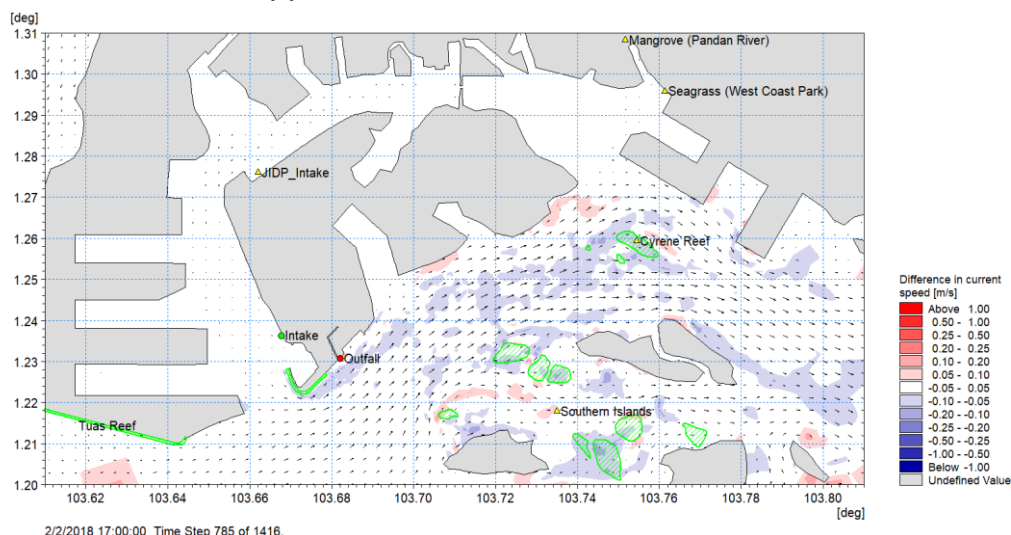 [deg]
1.31
1.30
1.29
1.28
1.27
1.26
1.25
1.24
1.23
1.22
1.21
1.20
Mangrove (Pandan River)
Seagrass (West Coast Park)
JIDP_Intake
Cyrene Reef
Intake
Outfall
Southern Islands
Tuas Reef
103.62 103.64 103.66 103.68 103.70 103.72 103.74 103.76 103.78 103.80
[deg]
2/2/2018 17:00:00 Time Step 785 of 1416.
Difference in current
speed [m/s]
Above 1.00
0.50 - 1.00
0.25 - 0.50
0.20 - 0.25
0.10 - 0.20
0.05 - 0.10
-0.05 - 0.05
-0.10 - -0.05
-0.20 - -0.10
-0.25 - -0.20
-0.50 - -0.25
-1.00 - -0.50
Below -1.00
Undefined Value